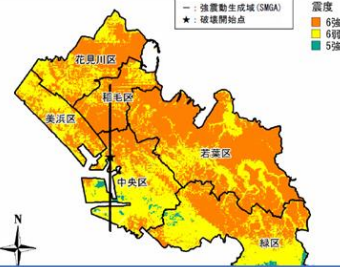 －：強震動生成域(SMGA)
★：破壊開始点
震度
6強
6弱
5強
花見川区
稲毛区
美浜区
若葉区
中央区
緑区
N